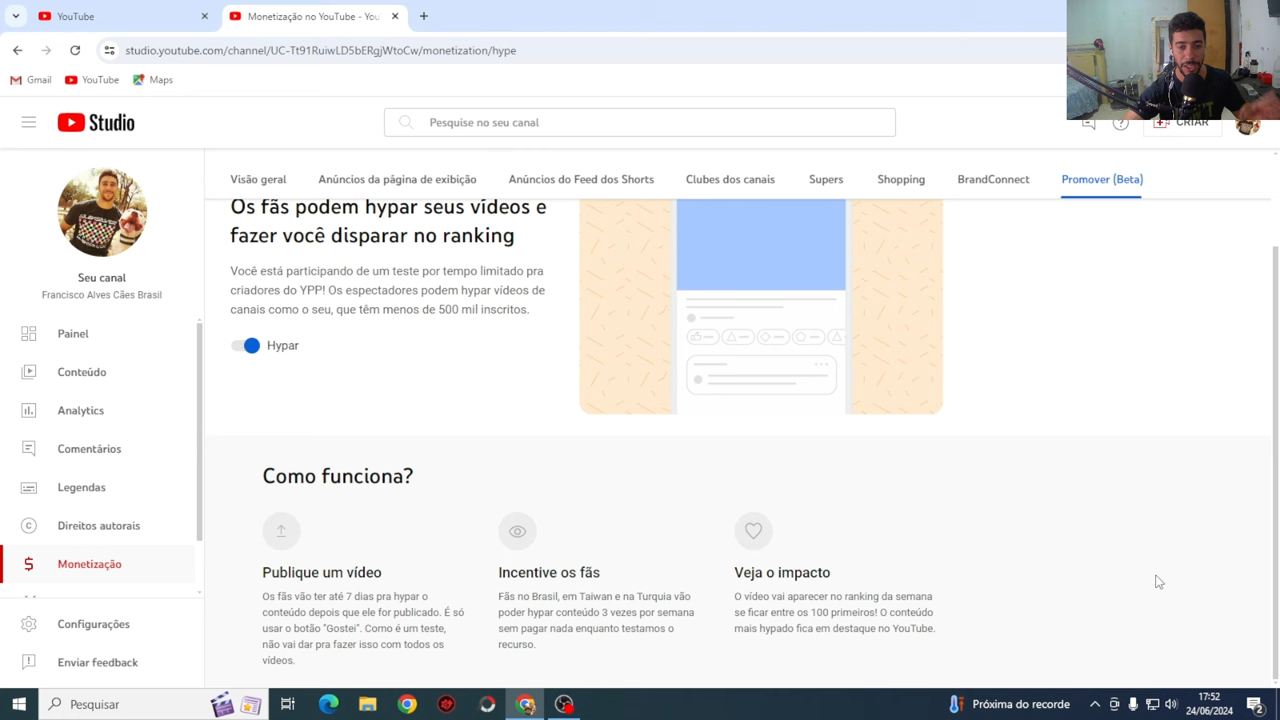 YouTube
Monetização no YouTube - You
studio.youtube.com/channel/UC-Tt91RuiwLD5bERgjWtoCw/monetization/hype
Gmail
YouTube
Maps
Studio
Pesquise no seu canal
CRIAR
Visão geral
Anúncios da página de exibição
Anúncios do Feed dos Shorts
Clubes dos canais
Supers
Shopping
BrandConnect
Promover (Beta)
Seu canal
Francisco Alves Cães Brasil
Painel
Conteúdo
Analytics
Comentários
Legendas
Direitos autorais
Monetização
Configurações
Enviar feedback
Os fãs podem hypar seus vídeos e
fazer você disparar no ranking
Você está participando de um teste por tempo limitado pra
criadores do YPP! Os espectadores podem hypar vídeos de
canais como o seu, que têm menos de 500 mil inscritos.
Hypar
Como funciona?
Publique um vídeo
Os fãs vão ter até 7 dias pra hypar o
conteúdo depois que ele for publicado. É só
usar o botão "Gostei". Como é um teste,
não vai dar pra fazer isso com todos os
vídeos.
Incentive os fãs
Fãs no Brasil, em Taiwan e na Turquia vão
poder hypar conteúdo 3 vezes por semana
sem pagar nada enquanto testamos o
recurso.
Veja o impacto
O vídeo vai aparecer no ranking da semana
se ficar entre os 100 primeiros! O conteúdo
mais hypado fica em destaque no YouTube.
Pesquisar
Próxima do recorde
17:52
24/06/2024
2